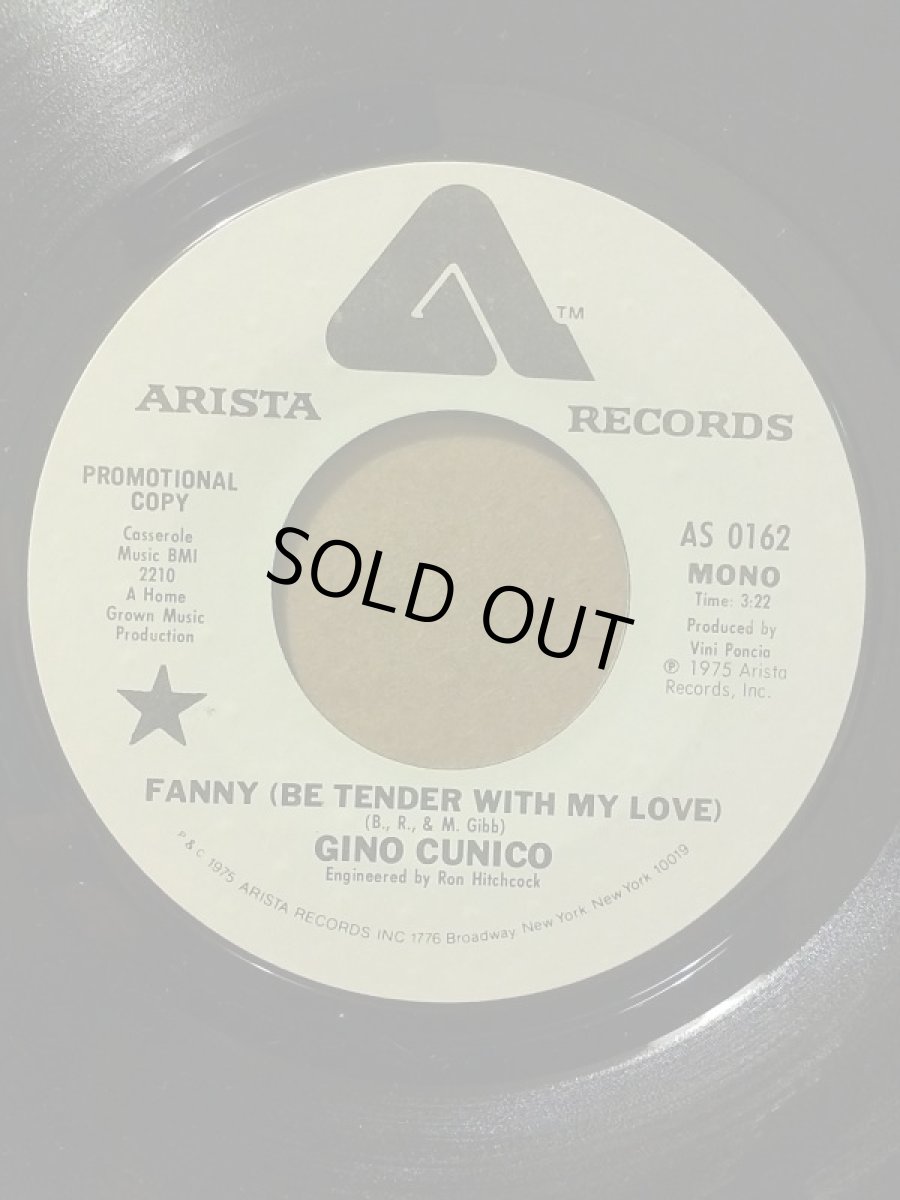 TM
ARISTA RECORDS
PROMOTIONAL
COPY
Casserole
Music BMI
2210
A Home
Grown Music
Production
AS 0162
MONO
Time: 3:22
Produced by
Vini Poncia
℗ 1975 Arista
Records, Inc.
SOLD OUT
FANNY (BE TENDER WITH MY LOVE)
(B., R., & M. Gibb)
GINO CUNICO
Engineered by Ron Hitchcock
P & C 1975 ARISTA RECORDS INC 1776 Broadway New York New York 10019